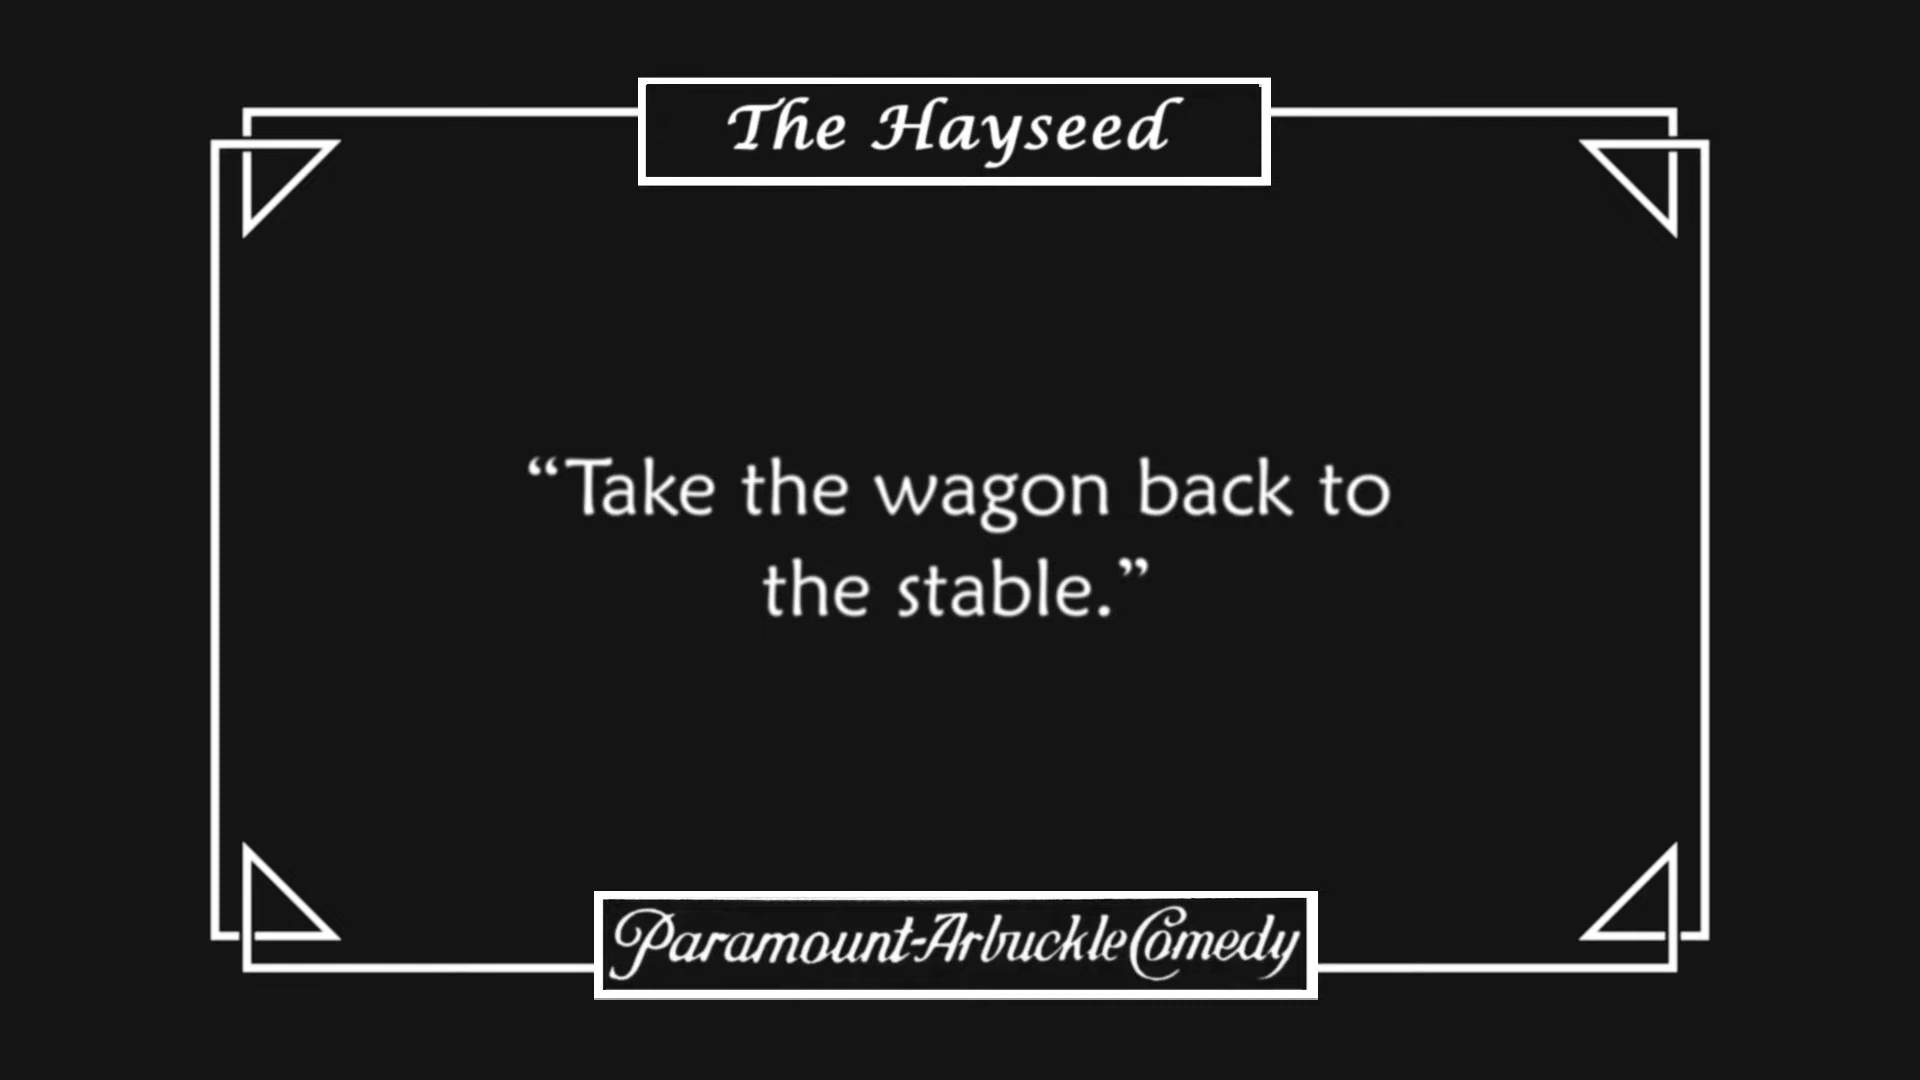 The Hayseed
“Take the wagon back to
the stable.”
Paramount-Arbuckle Comedy